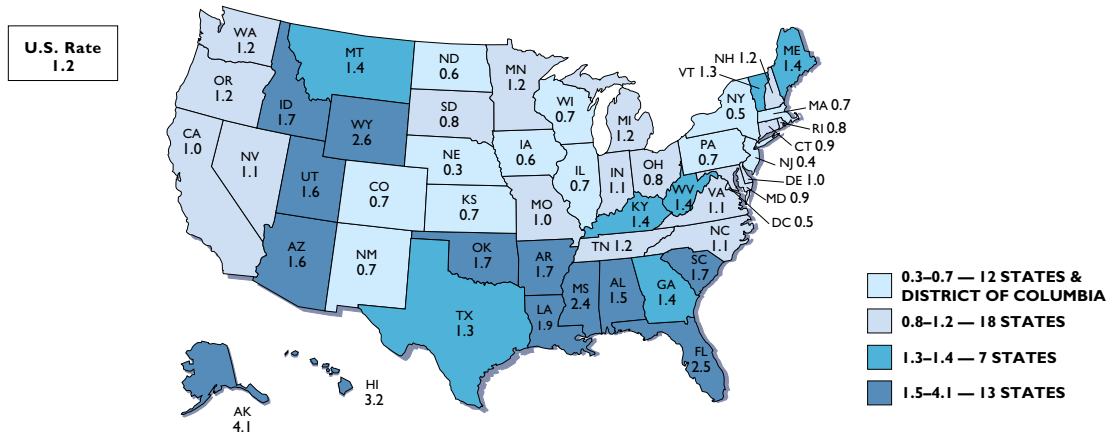 U.S. Rate
1.2
WA
1.2
OR
1.2
CA
1.0
NV
1.1
ID
1.7
MT
1.4
WY
2.6
UT
1.6
AZ
1.6
CO
0.7
NM
0.7
ND
0.6
SD
0.8
NE
0.3
KS
0.7
OK
1.7
TX
1.3
MN
1.2
IA
0.6
MO
1.0
AR
1.7
LA
1.9
WI
0.7
IL
0.7
MI
1.2
IN
1.1
OH
0.8
KY
1.4
TN 1.2
MS
2.4
AL
1.5
GA
1.4
FL
2.5
SC
1.7
NC
1.1
VA
1.1
WV
1.4
PA
0.7
NY
0.5
VT 1.3
NH 1.2
ME
1.4
MA 0.7
RI 0.8
CT 0.9
NJ 0.4
DE 1.0
MD 0.9
DC 0.5
AK
4.1
HI
3.2
0.3–0.7 — 12 STATES &
DISTRICT OF COLUMBIA
0.8–1.2 — 18 STATES
1.3–1.4 — 7 STATES
1.5–4.1 — 13 STATES